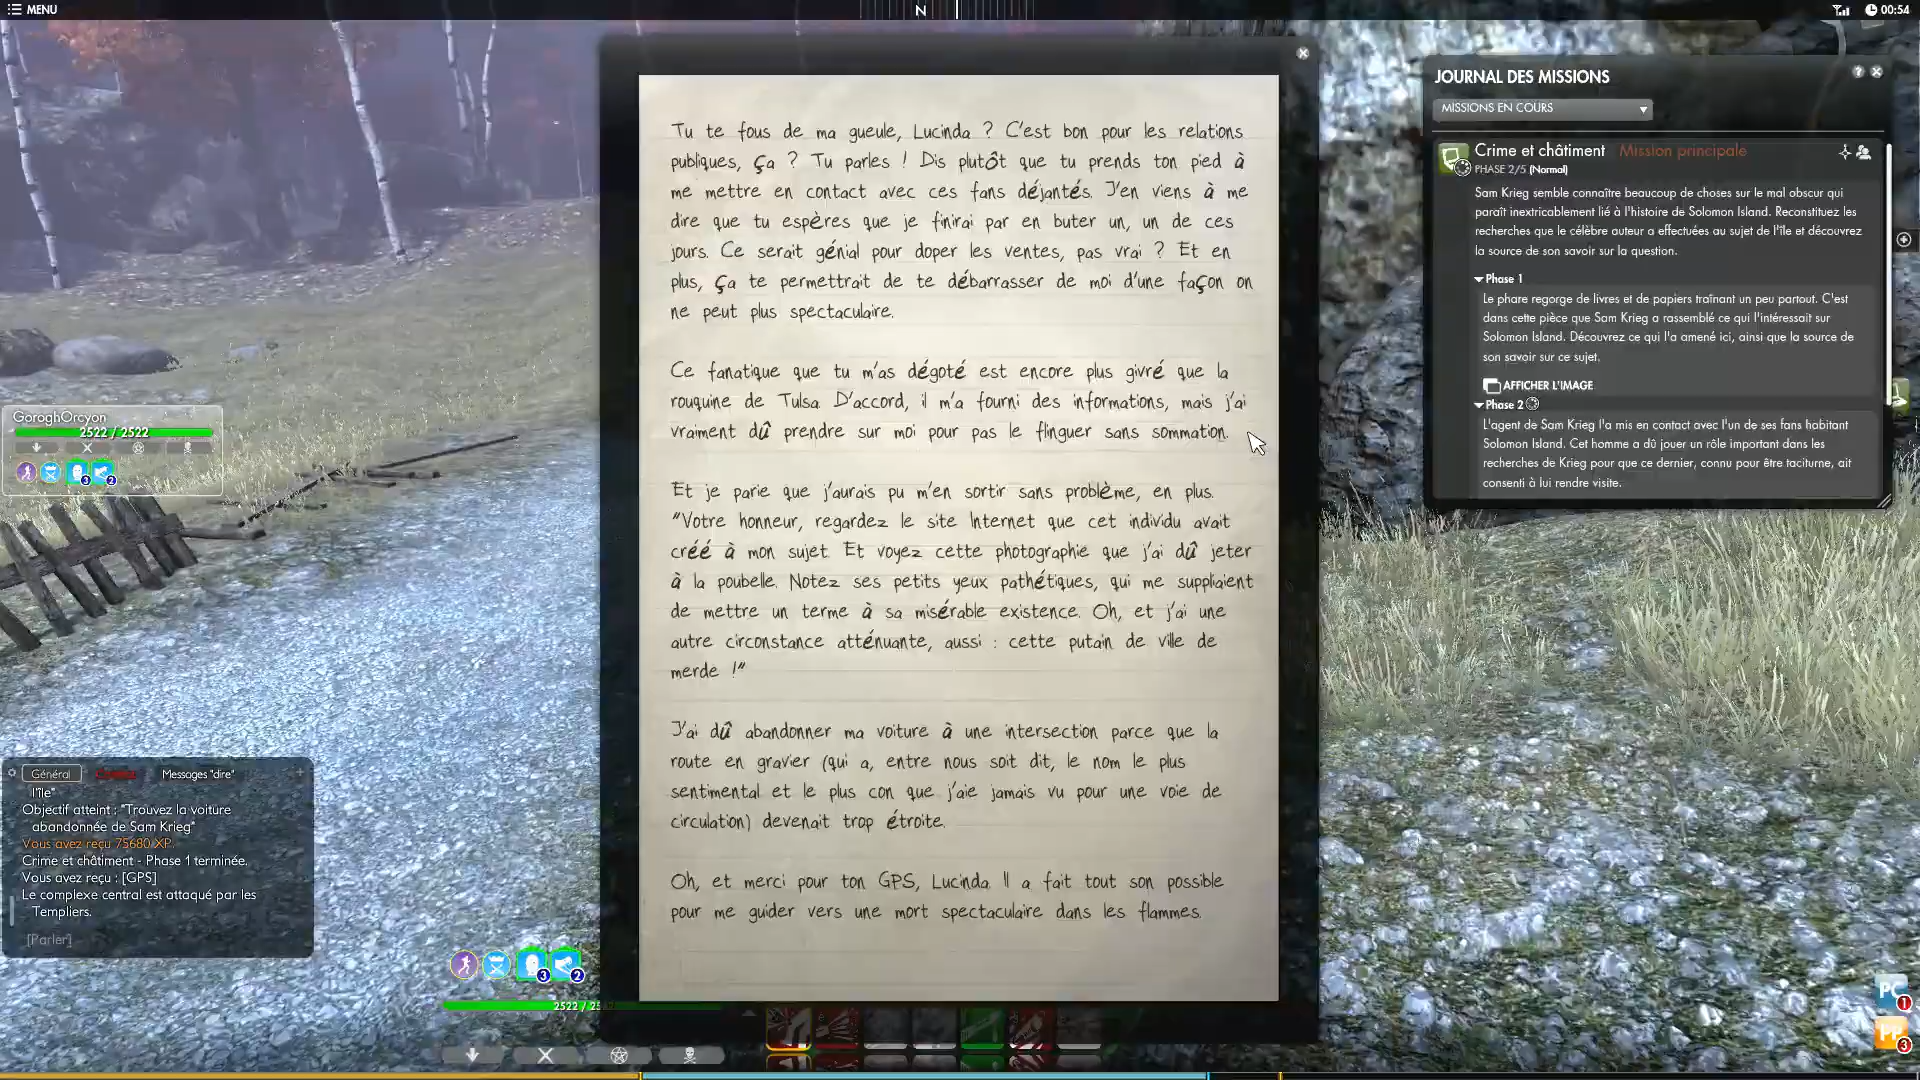 MENU
N
00:54
Tu te fous de ma gueule, Lucinda ? C'est bon pour les relations
publiques, ça ? Tu parles ! Dis plutôt que tu prends ton pied à
me mettre en contact avec ces fans déjantés. J'en viens à me
dire que tu espères que je finirai par en buter un, un de ces
jours. Ce serait génial pour doper les ventes, pas vrai ? Et en
plus, ça te permettrait de te débarrasser de moi d'une façon on
ne peut plus spectaculaire.
Ce fanatique que tu m'as dégoté est encore plus givré que la
rouquine de Tulsa. D'accord, il m'a fourni des informations, mais j'ai
vraiment dû prendre sur moi pour pas le flinguer sans sommation.
Et je parie que j'aurais pu m'en sortir sans problème, en plus.
"Votre honneur, regardez le site Internet que cet individu avait
créé à mon sujet. Et voyez cette photographie que j'ai dû jeter
à la poubelle. Notez ses petits yeux pathétiques, qui me suppliaient
de mettre un terme à sa misérable existence. Oh, et j'ai une
autre circonstance atténuante, aussi : cette putain de ville de
merde !"
J'ai dû abandonner ma voiture à une intersection parce que la
route en gravier (qui a, entre nous soit dit, le nom le plus
sentimental et le plus con que j'aie jamais vu pour une voie de
circulation) devenait trop étroite.
Oh, et merci pour ton GPS, Lucinda. Il a fait tout son possible
pour me guider vers une mort spectaculaire dans les flammes.
JOURNAL DES MISSIONS
MISSIONS EN COURS
Crime et châtiment Mission principale
PHASE 2/5 (Normal)
Sam Krieg semble connaître beaucoup de choses sur le mal obscur qui
paraît inextricablement lié à l'histoire de Solomon Island. Reconstituez les
recherches que le célèbre auteur a effectuées au sujet de l'île et découvrez
la source de son savoir sur la question.
Phase 1
Le phare regorge de livres et de papiers traînant un peu partout. C'est
dans cette pièce que Sam Krieg a rassemblé ce qui l'intéressait sur
Solomon Island. Découvrez ce qui l'a amené ici, ainsi que la source de
son savoir sur ce sujet.
AFFICHER L'IMAGE
Phase 2
L'agent de Sam Krieg l'a mis en contact avec l'un de ses fans habitant
Solomon Island. Cet homme a dû jouer un rôle important dans les
recherches de Krieg pour que ce dernier, connu pour être taciturne, ait
consenti à lui rendre visite.
GoroghOrcyon
2522 / 2522
3 2
Général Messages "dire"
l'île"
Objectif atteint : "Trouvez la voiture
abandonnée de Sam Krieg"
Vous avez reçu 75680 XP.
Crime et châtiment - Phase 1 terminée.
Vous avez reçu : [GPS]
Le complexe central est attaqué par les
Templiers.
[Parler]
3 2
2522 /
PC 1
PP 3